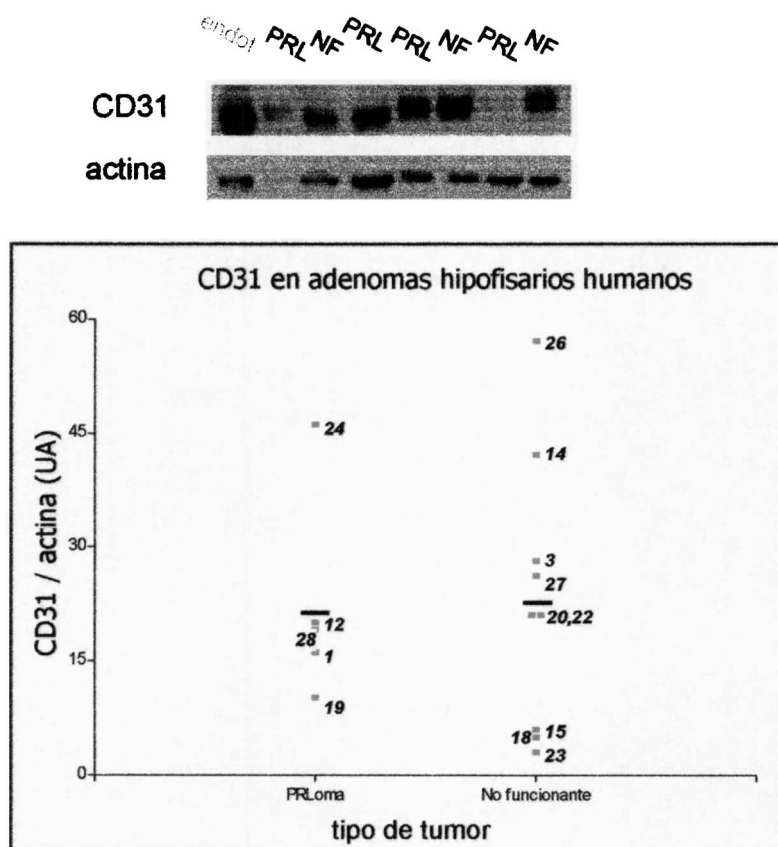 endot PRL NF PRL PRL NF PRL NF
CD31
actina
CD31 en adenomas hipofisarios humanos
CD31 / actina (UA)
60
45
30
15
0
24
12
28
1
19
26
14
3
27
20,22
15
18
23
PRLoma
No funcionante
tipo de tumor